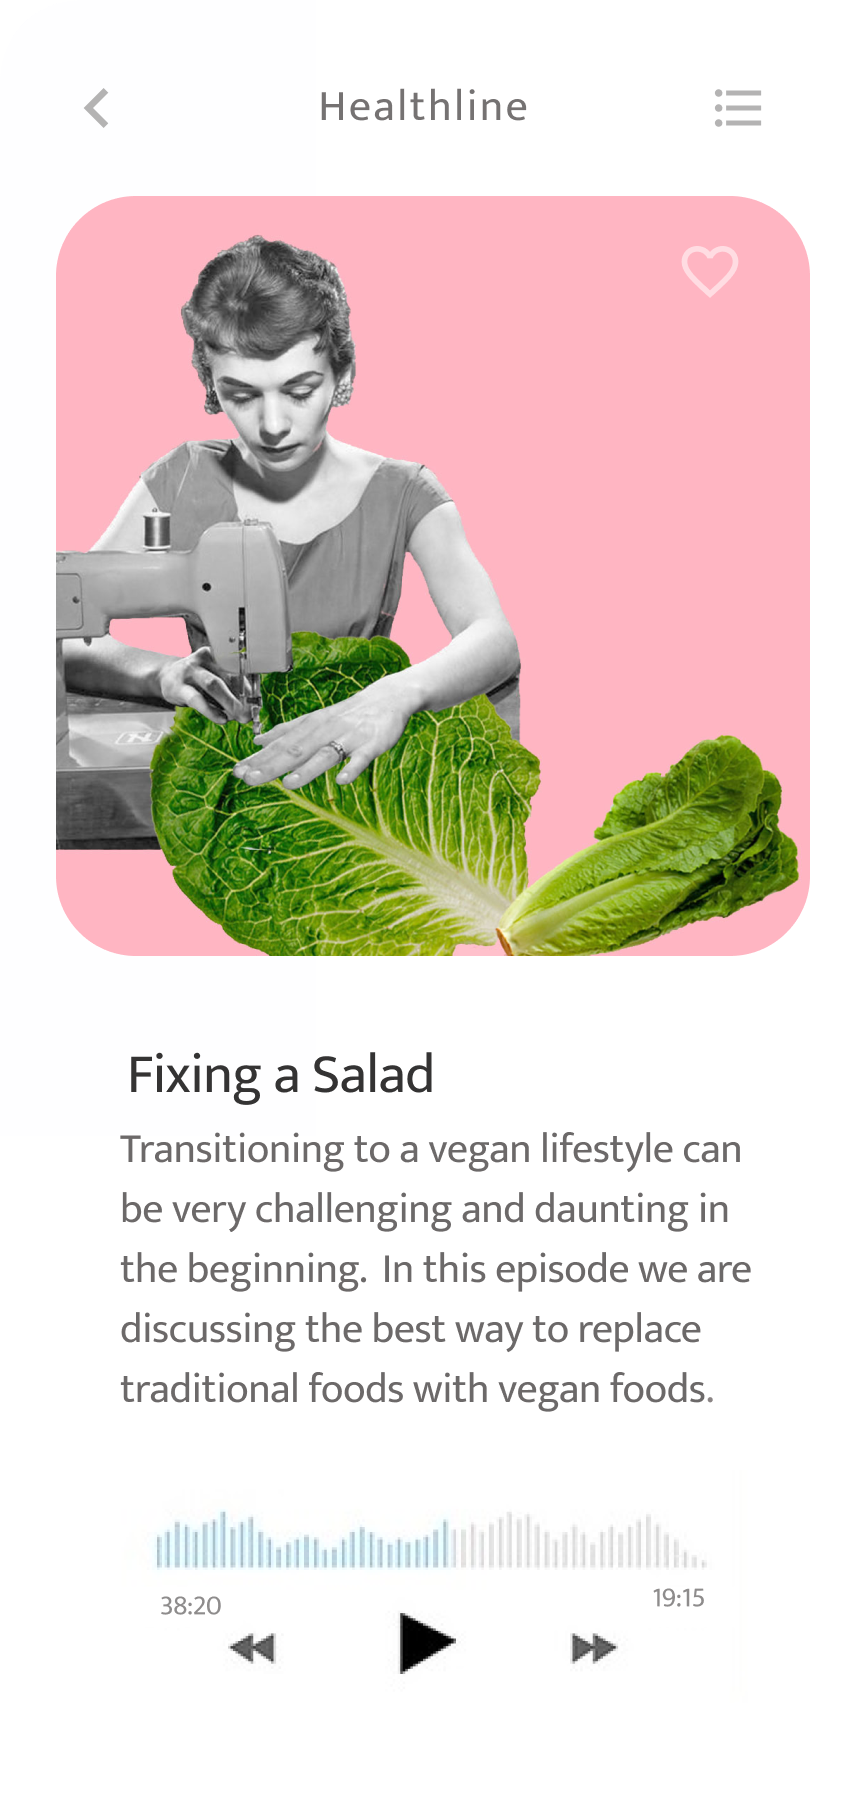 Healthline
Fixing a Salad
Transitioning to a vegan lifestyle can
be very challenging and daunting in
the beginning. In this episode we are
discussing the best way to replace
traditional foods with vegan foods.
38:20
19:15